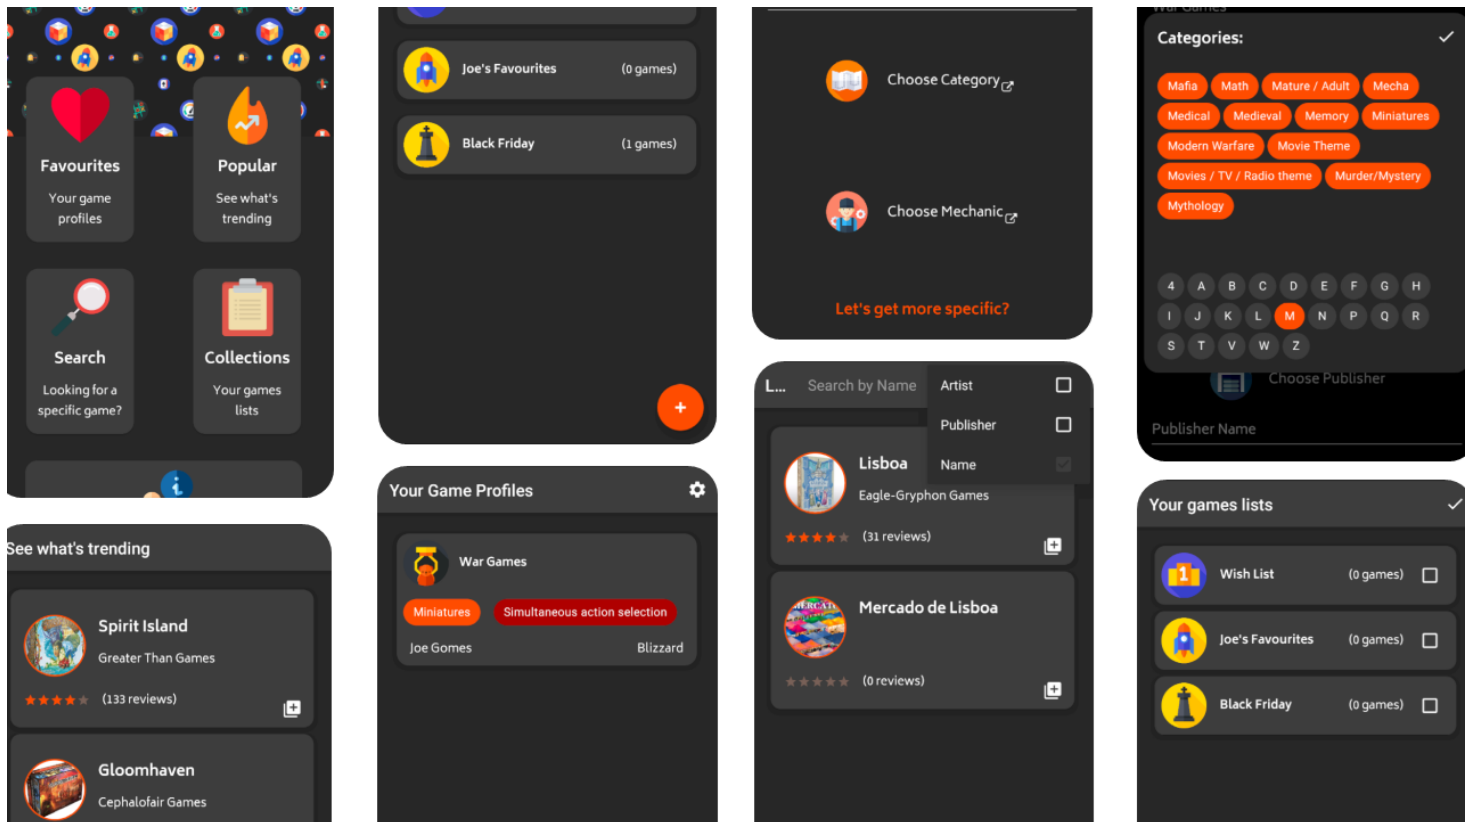 Favourites
Your game
profiles
Popular
See what's
trending
Search
Looking for a
specific game?
Collections
Your games
lists
See what's trending
Spirit Island
Greater Than Games
(133 reviews)
Gloomhaven
Cephalofair Games
Joe's Favourites (0 games)
Black Friday (1 games)
+
Your Game Profiles
War Games
Miniatures Simultaneous action selection
Joe Gomes Blizzard
Choose Category
Choose Mechanic
Let's get more specific?
L... Search by Name
Artist
Publisher
Name
Lisboa
Eagle-Gryphon Games
(31 reviews)
Mercado de Lisboa
(0 reviews)
War Games
Categories:
Mafia Math Mature / Adult Mecha
Medical Medieval Memory Miniatures
Modern Warfare Movie Theme
Movies / TV / Radio theme Murder/Mystery
Mythology
4 A B C D E F G H
I J K L M N P Q R
S T V W Z
Choose Publisher
Publisher Name
Your games lists
1 Wish List (0 games)
Joe's Favourites (0 games)
Black Friday (0 games)